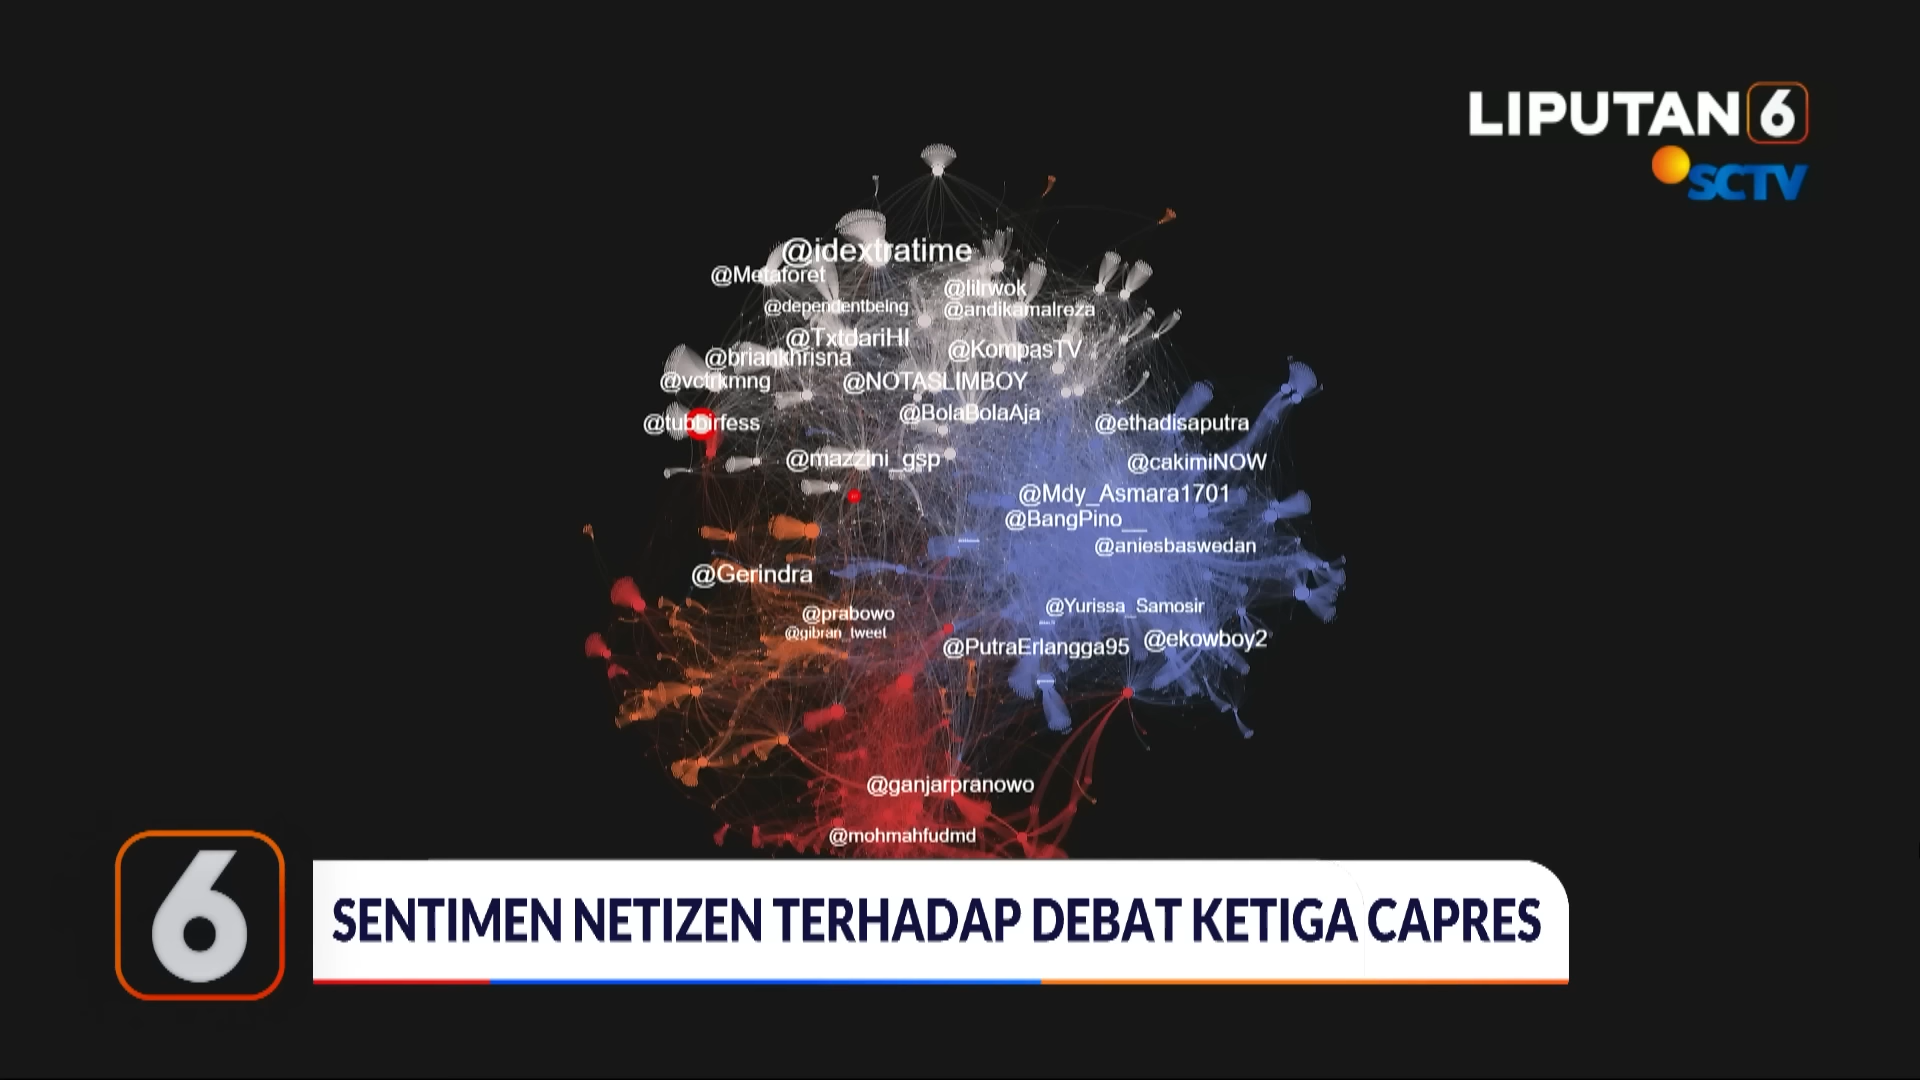 LIPUTAN 6
SCTV
@idextratime
@Metaforet
@lilrwok
@dependentbeing
@andikamalreza
@TxtdariHI
@KompasTV
@briankhrisna
@vctrkmng
@NOTASLIMBOY
@BolaBolaAja
@tubbirfess
@ethadisaputra
@mazzini_gsp
@cakimiNOW
@Mdy_Asmara1701
@BangPino__
@aniesbaswedan
@Gerindra
@prabowo
@Yurissa_Samosir
@gibran_tweet
@PutraErlangga95
@ekowboy2
@ganjarpranowo
@mohmahfudmd
6
SENTIMEN NETIZEN TERHADAP DEBAT KETIGA CAPRES